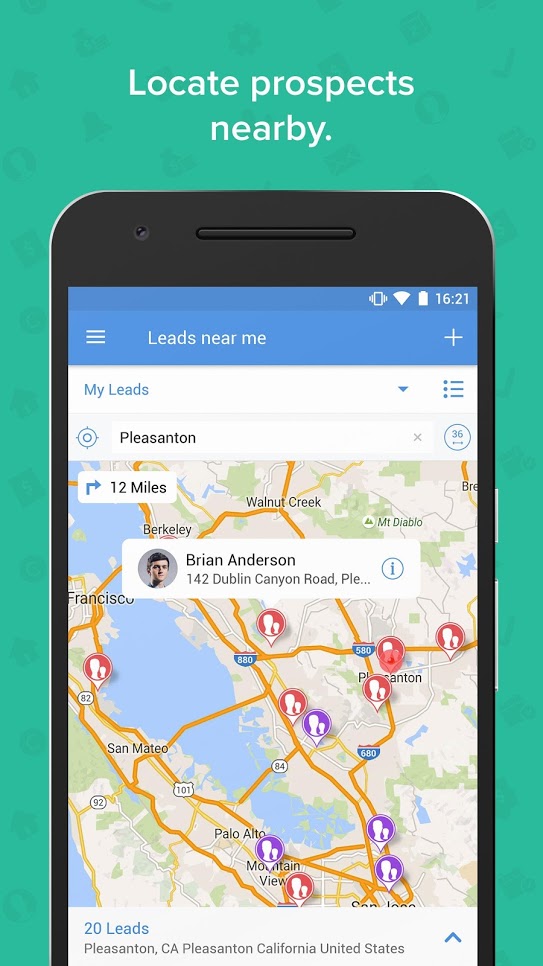 Locate prospects
nearby.
16:21
Leads near me
My Leads
Pleasanton
36
12 Miles
Bre
Walnut Creek
Mt Diablo
Berkeley
Brian Anderson
142 Dublin Canyon Road, Ple...
Francisco
580
880
Pleasanton
82
San Mateo
680
84
101
92
Palo Alto
Mountain
View
San Jose
20 Leads
Pleasanton, CA Pleasanton California United States